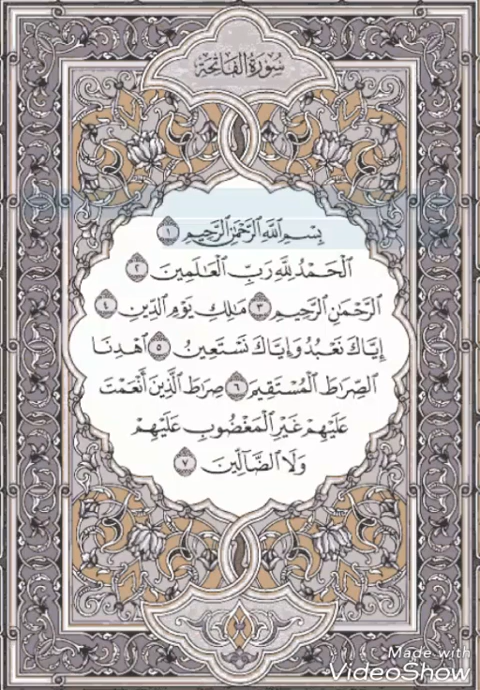 سُورَةُ الفَاتِحَةِ
بِسْمِ ٱللَّهِ ٱلرَّحْمَٰنِ ٱلرَّحِيمِ ١
ٱلْحَمْدُ لِلَّهِ رَبِّ ٱلْعَٰلَمِينَ ٢
ٱلرَّحْمَٰنِ ٱلرَّحِيمِ ٣ مَٰلِكِ يَوْمِ ٱلدِّينِ ٤
إِيَّاكَ نَعْبُدُ وَإِيَّاكَ نَسْتَعِينُ ٥ ٱهْدِنَا
ٱلصِّرَٰطَ ٱلْمُسْتَقِيمَ ٦ صِرَٰطَ ٱلَّذِينَ أَنْعَمْتَ
عَلَيْهِمْ غَيْرِ ٱلْمَغْضُوبِ عَلَيْهِمْ
وَلَا ٱلضَّآلِّينَ ٧
Made with
VideoShow